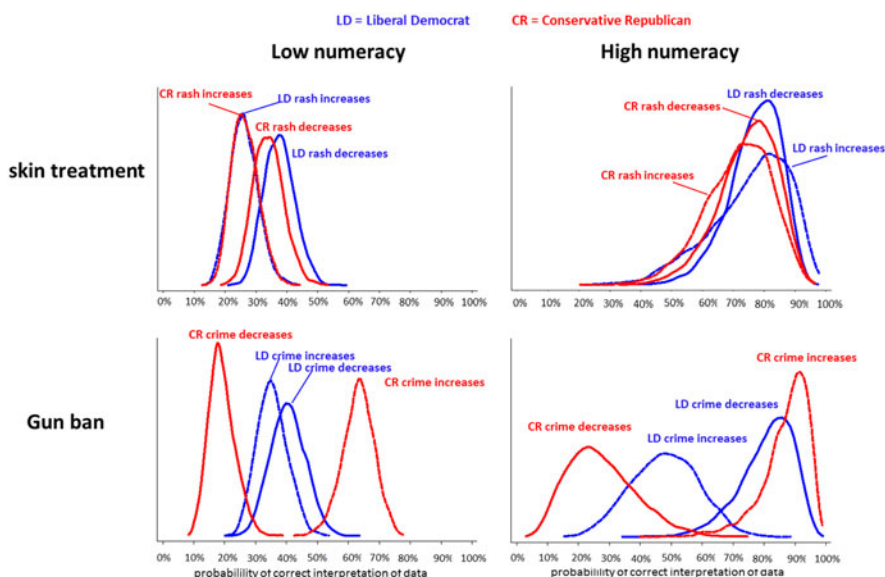 LD = Liberal Democrat CR = Conservative Republican
Low numeracy High numeracy
skin treatment
CR rash increases
LD rash increases
CR rash decreases
LD rash decreases
0% 10% 20% 30% 40% 50% 60% 70% 80% 90% 100%
LD rash decreases
CR rash decreases
LD rash increases
CR rash increases
0% 10% 20% 30% 40% 50% 60% 70% 80% 90% 100%
Gun ban
CR crime decreases
LD crime increases
LD crime decreases
CR crime increases
0% 10% 20% 30% 40% 50% 60% 70% 80% 90% 100%
probabilility of correct interpretation of data
CR crime increases
LD crime decreases
CR crime decreases
LD crime increases
0% 10% 20% 30% 40% 50% 60% 70% 80% 90% 100%
probabilility of correct interpretation of data